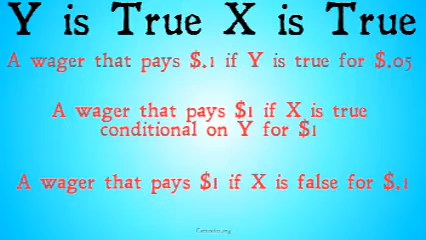 Y is True X is True
A wager that pays $.1 if Y is true for $.05
A wager that pays $1 if X is true
conditional on Y for $1
A wager that pays $1 if X is false for $.1